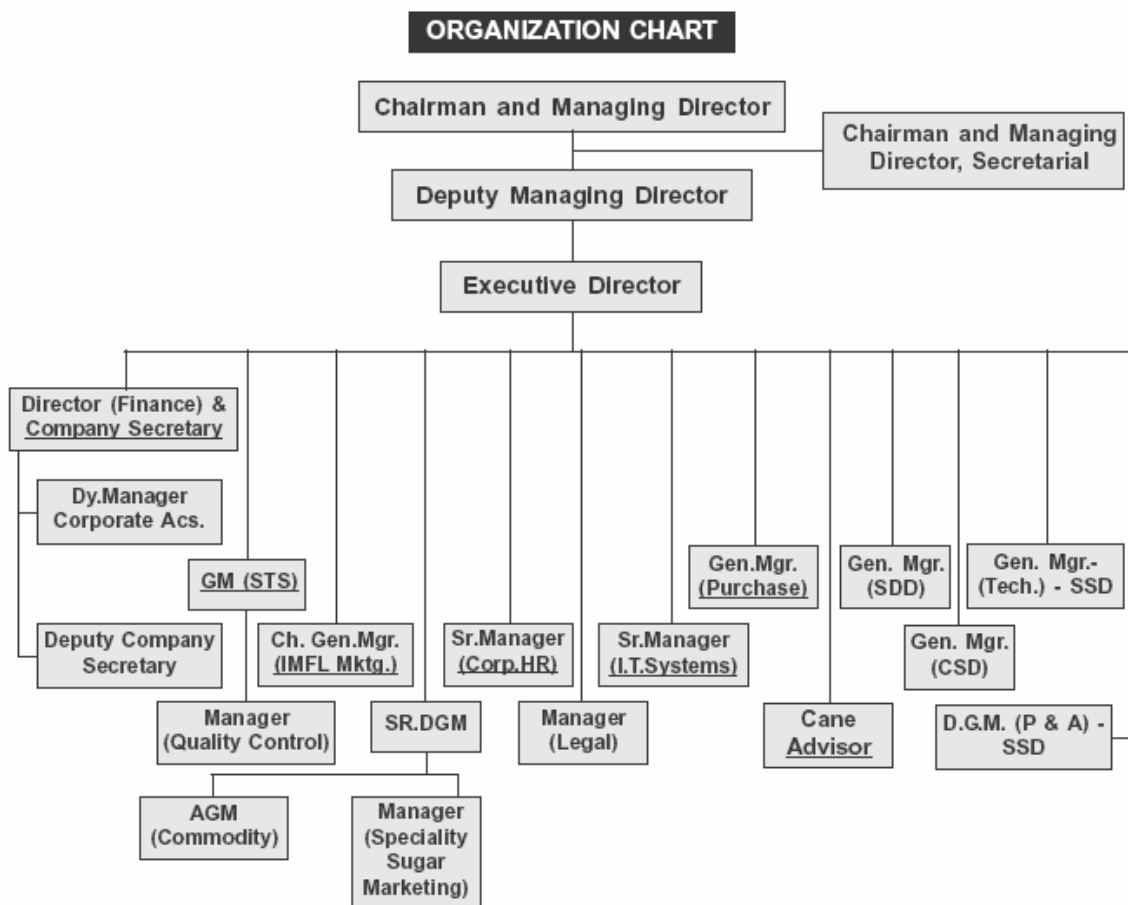 ORGANIZATION CHART
Chairman and Managing Director
Chairman and Managing
Director, Secretarial
Deputy Managing Director
Executive Director
Director (Finance) &
Company Secretary
Dy.Manager
Corporate Acs.
Deputy Company
Secretary
GM (STS)
Manager
(Quality Control)
Ch. Gen.Mgr.
(IMFL Mktg.)
SR.DGM
AGM
(Commodity)
Manager
(Speciality
Sugar
Marketing)
Sr.Manager
(Corp.HR)
Manager
(Legal)
Sr.Manager
(I.T.Systems)
Gen.Mgr.
(Purchase)
Cane
Advisor
Gen. Mgr.
(SDD)
Gen. Mgr.
(CSD)
Gen. Mgr.-
(Tech.) - SSD
D.G.M. (P & A) -
SSD